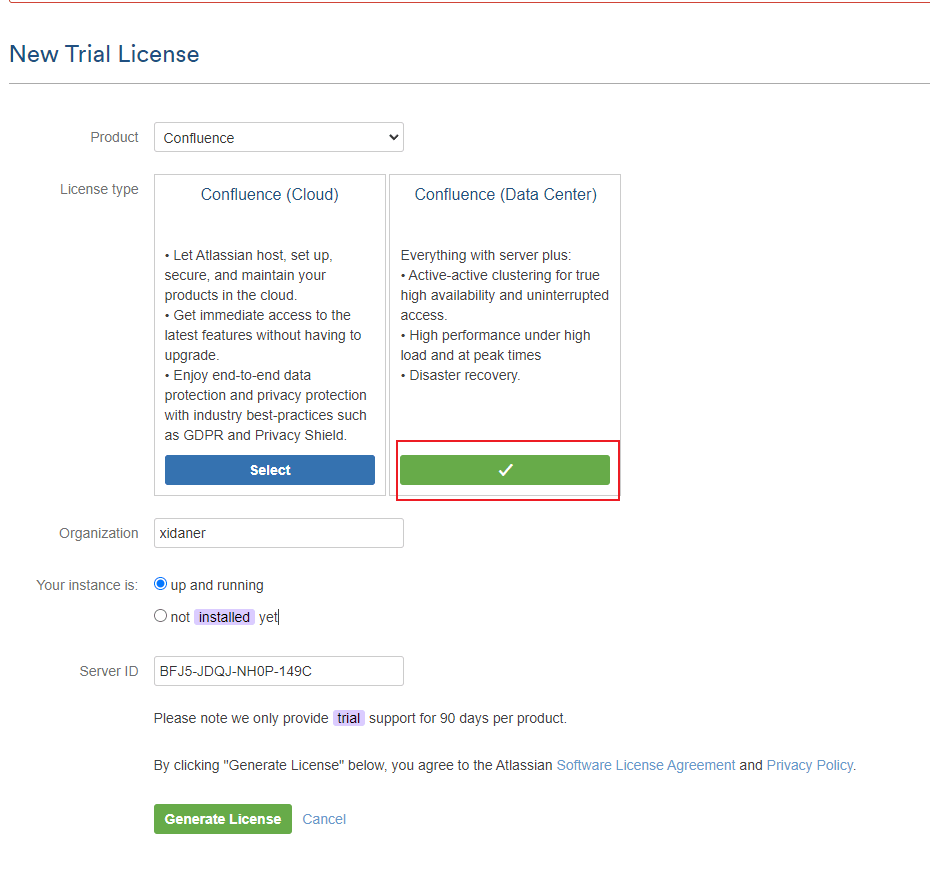 New Trial License
Product
Confluence
License type
Confluence (Cloud)
• Let Atlassian host, set up,
secure, and maintain your
products in the cloud.
• Get immediate access to the
latest features without having to
upgrade.
• Enjoy end-to-end data
protection and privacy protection
with industry best-practices such
as GDPR and Privacy Shield.
Select
Confluence (Data Center)
Everything with server plus:
• Active-active clustering for true
high availability and uninterrupted
access.
• High performance under high
load and at peak times
• Disaster recovery.
Organization
xidaner
Your instance is:
up and running
not installed yet
Server ID
BFJ5-JDQJ-NH0P-149C
Please note we only provide trial support for 90 days per product.
By clicking "Generate License" below, you agree to the Atlassian Software License Agreement and Privacy Policy.
Generate License
Cancel